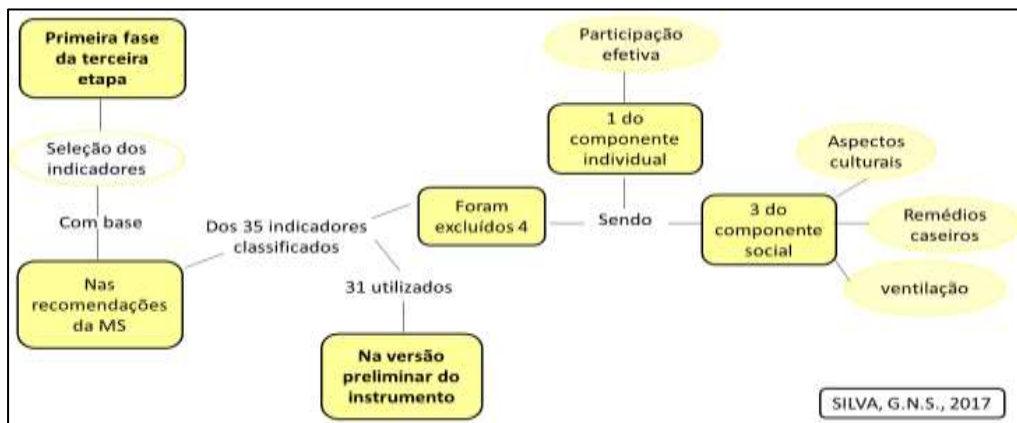 Primeira fase
da terceira
etapa
Seleção dos
indicadores
Com base
Nas
recomendações
da MS
Dos 35 indicadores
classificados
31 utilizados
Na versão
preliminar do
instrumento
Foram
excluídos 4
Sendo
Participação
efetiva
1 do
componente
individual
3 do
componente
social
Aspectos
culturais
Remédios
caseiros
ventilação
SILVA, G.N.S., 2017